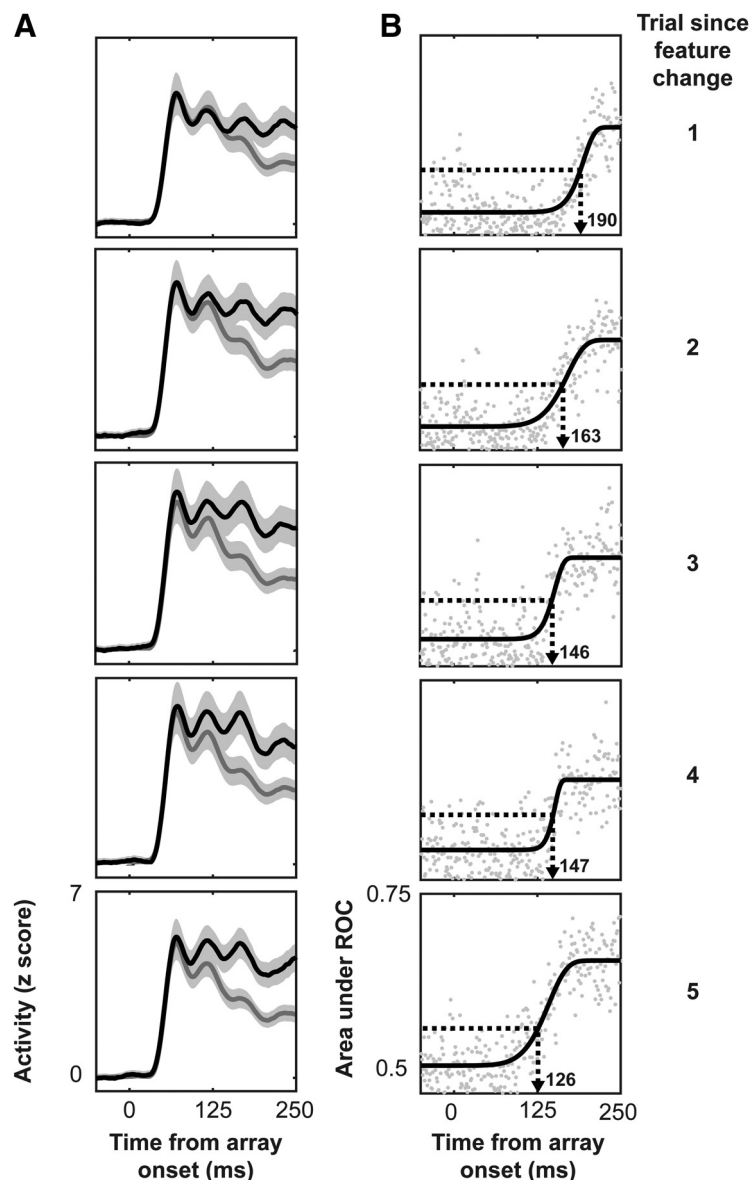 A
B
Trial since
feature
change
190
1
163
2
146
3
147
4
7
0
Activity (z score)
0.75
0.5
Area under ROC
126
5
0
125
250
0
125
250
Time from array
onset (ms)
Time from array
onset (ms)